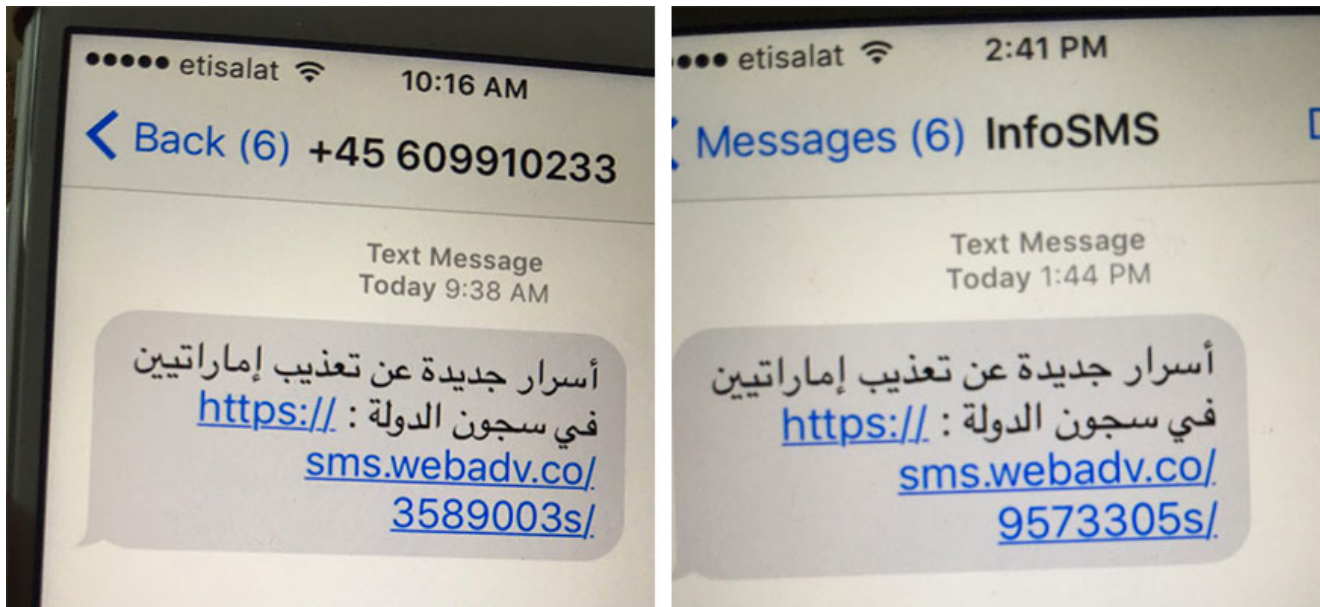 etisalat 10:16 AM
Back (6) +45 609910233
Text Message
Today 9:38 AM
أسرار جديدة عن تعذيب إماراتيين
في سجون الدولة : https://
sms.webadv.co/
3589003s/
etisalat 2:41 PM
Messages (6) InfoSMS
Text Message
Today 1:44 PM
أسرار جديدة عن تعذيب إماراتيين
في سجون الدولة : https://
sms.webadv.co/
9573305s/